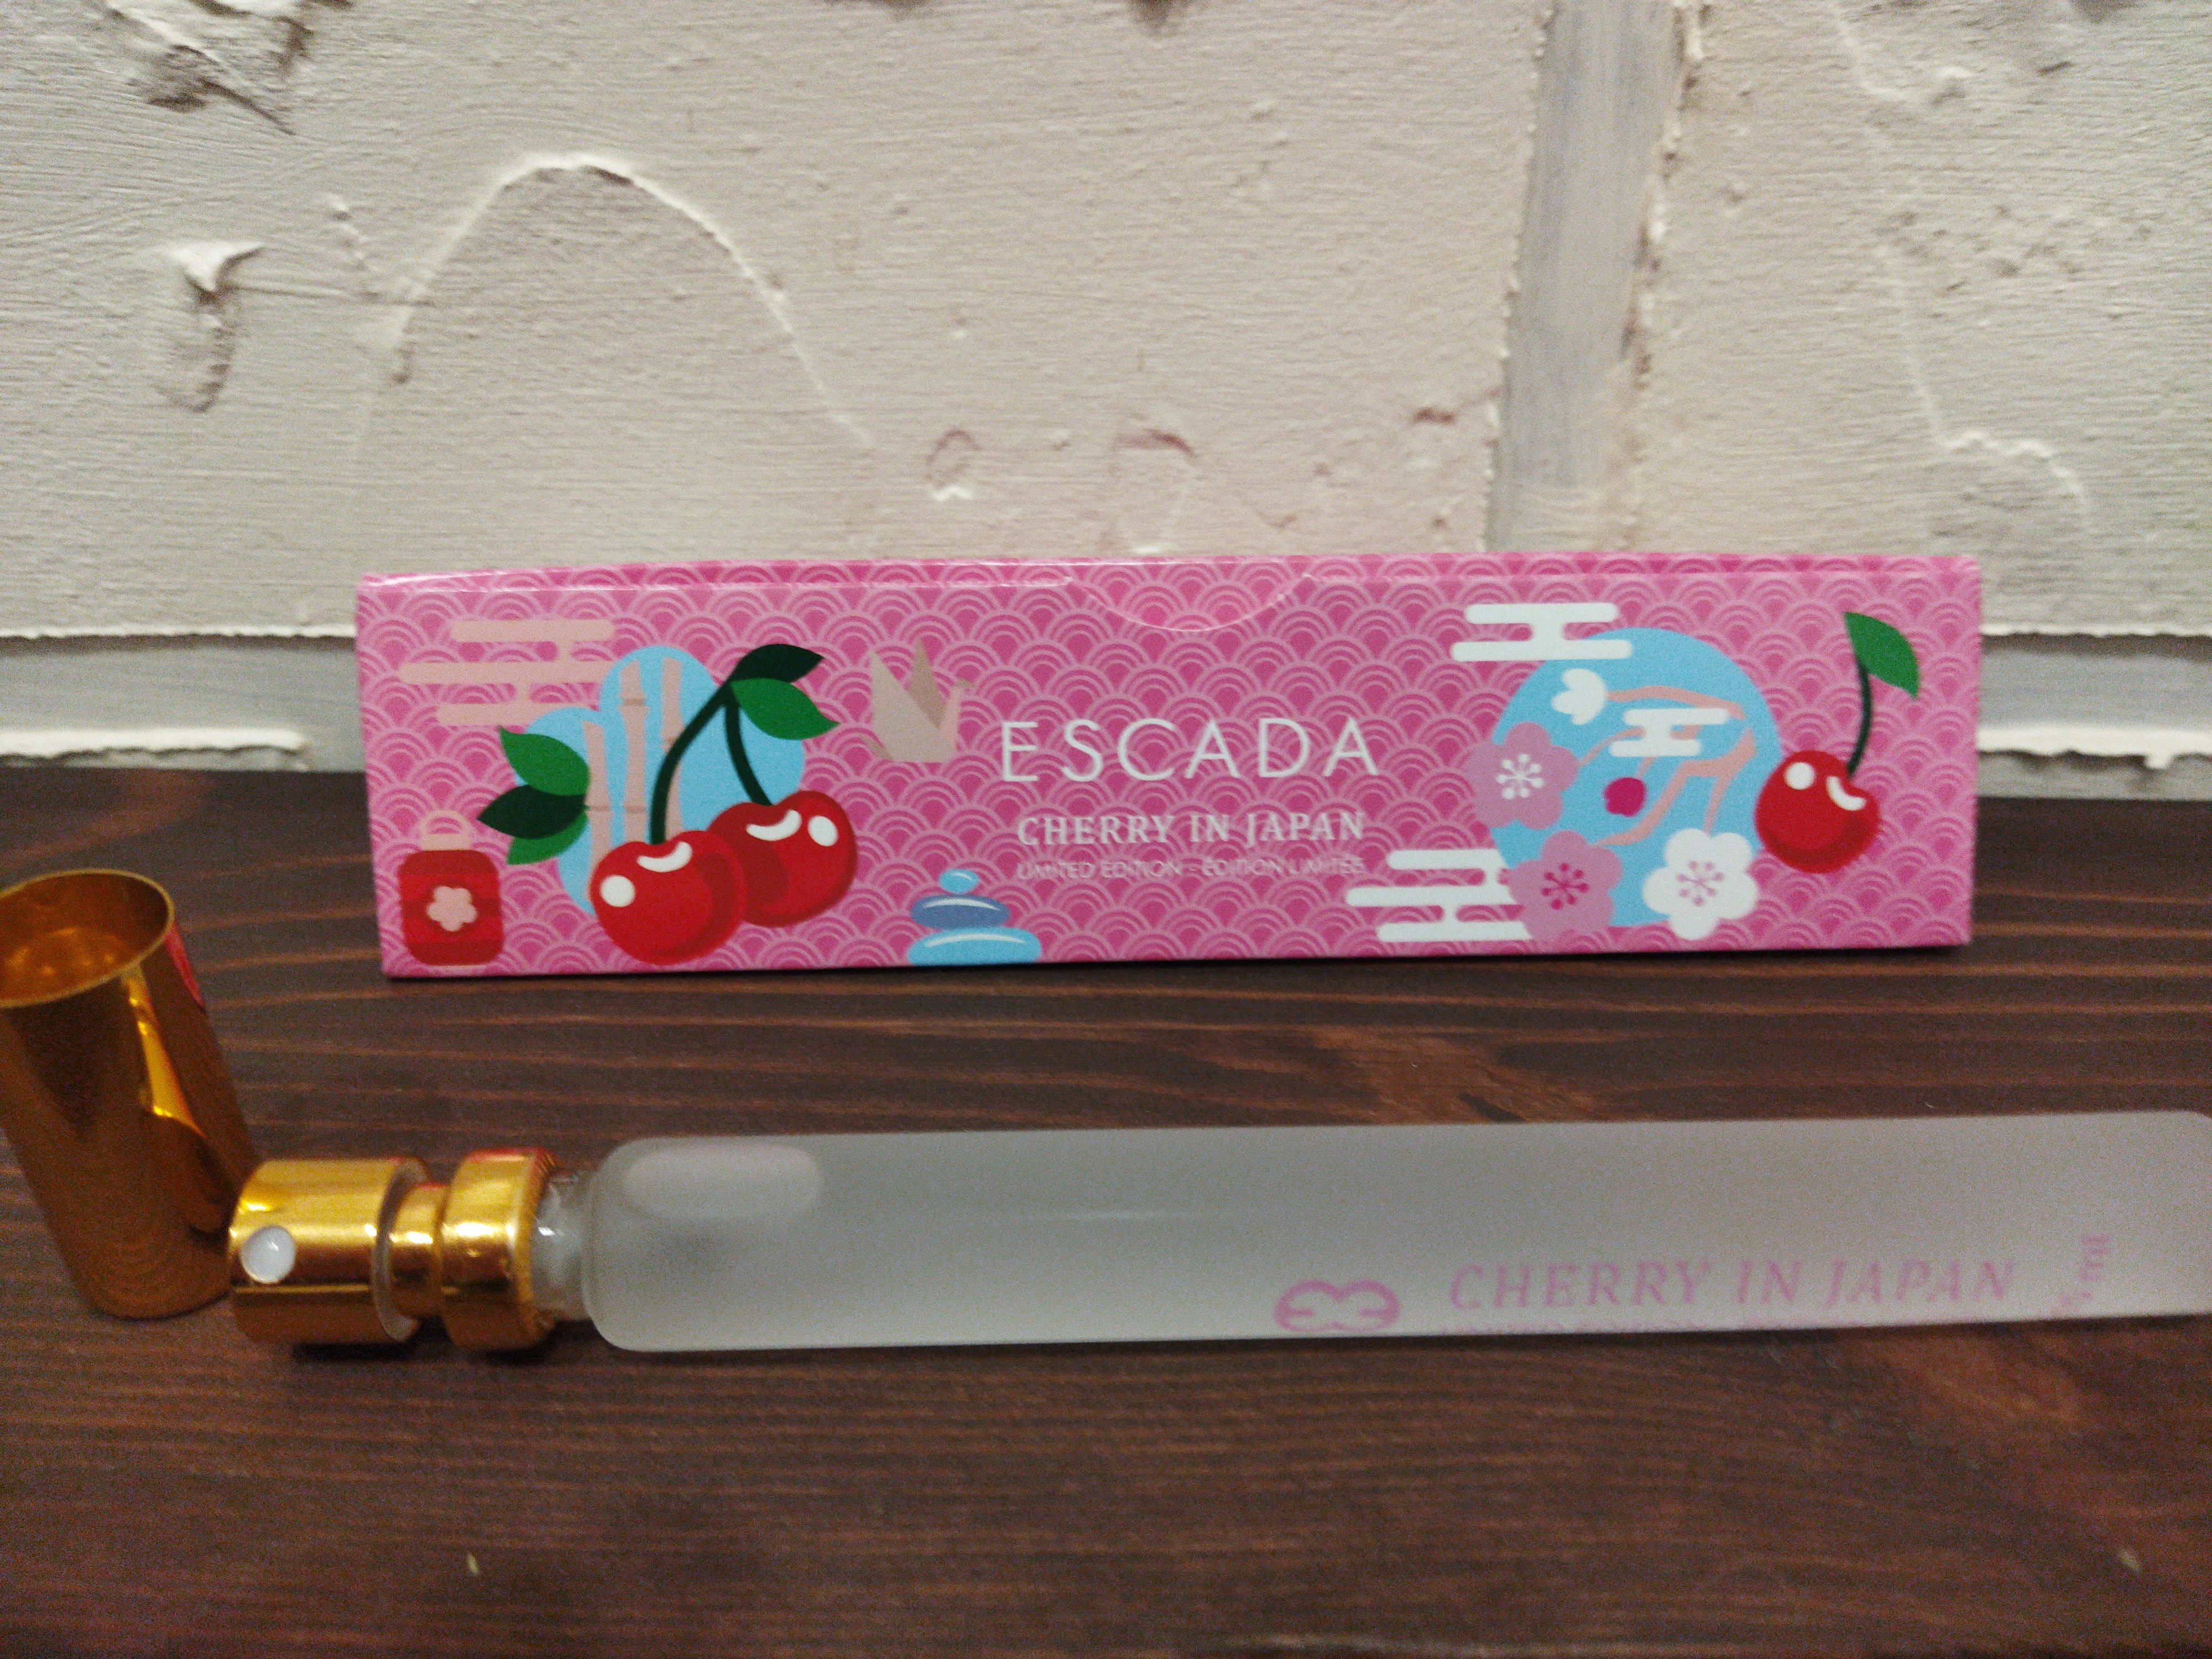 ESCADA
CHERRY IN JAPAN
LIMITED EDITION - ÉDITION LIMITÉE
CHERRY IN JAPAN